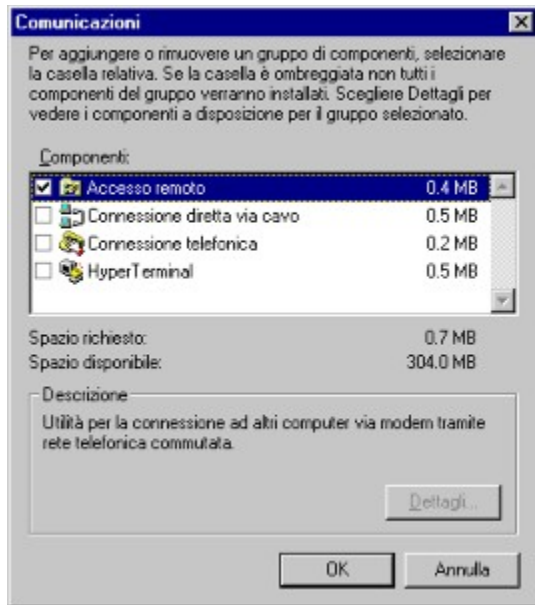 Comunicazioni
Per aggiungere o rimuovere un gruppo di componenti, selezionare
la casella relativa. Se la casella è ombreggiata non tutti i
componenti del gruppo verranno installati. Scegliere Dettagli per
vedere i componenti a disposizione per il gruppo selezionato.
Componenti:
Accesso remoto 0.4 MB
Connessione diretta via cavo 0.5 MB
Connessione telefonica 0.2 MB
HyperTerminal 0.5 MB
Spazio richiesto: 0.7 MB
Spazio disponibile: 304.0 MB
Descrizione
Utilità per la connessione ad altri computer via modem tramite
rete telefonica commutata.
Dettagli...
OK Annulla